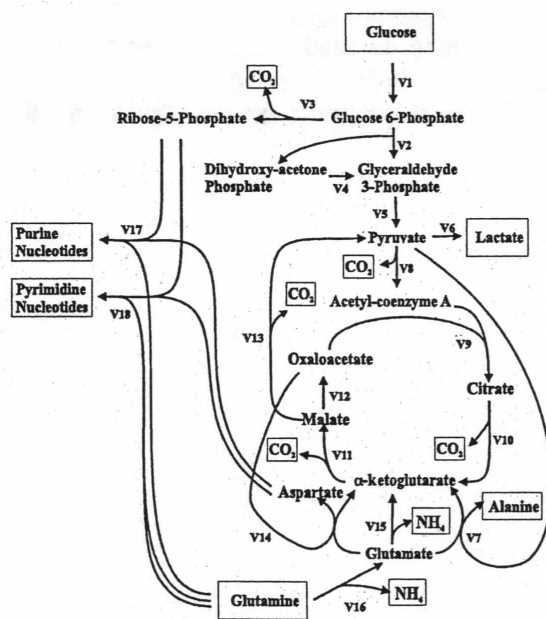 Glucose
CO2
V1
V3
Ribose-5-Phosphate
Glucose 6-Phosphate
V2
Dihydroxy-acetone
Phosphate
V4
Glyceraldehyde
3-Phosphate
V5
V17
Purine
Nucleotides
Pyruvate
V6
Lactate
CO2
V8
Pyrimidine
Nucleotides
V18
CO2
Acetyl-coenzyme A
V13
V9
Oxaloacetate
Citrate
V12
Malate
CO2
V11
CO2
V10
Aspartate
α-ketoglutarate
Alanine
V14
V15
NH4
V7
Glutamate
Glutamine
V16
NH4